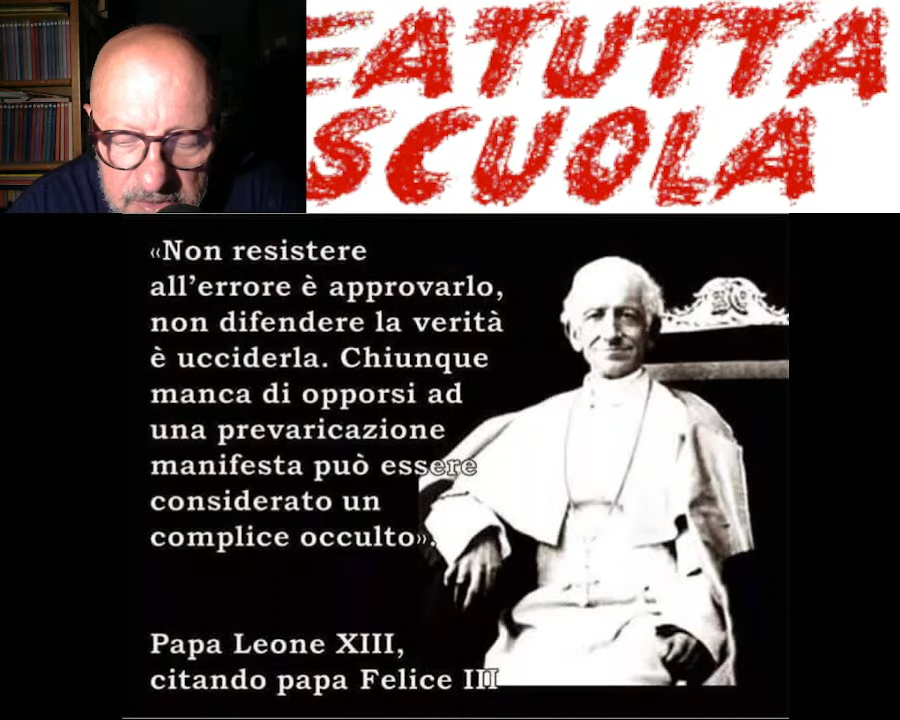 EATUTTA
SCUOLA
«Non resistere
all’errore è approvarlo,
non difendere la verità
è ucciderla. Chiunque
manca di opporsi ad
una prevaricazione
manifesta può essere
considerato un
complice occulto».
Papa Leone XIII,
citando papa Felice III